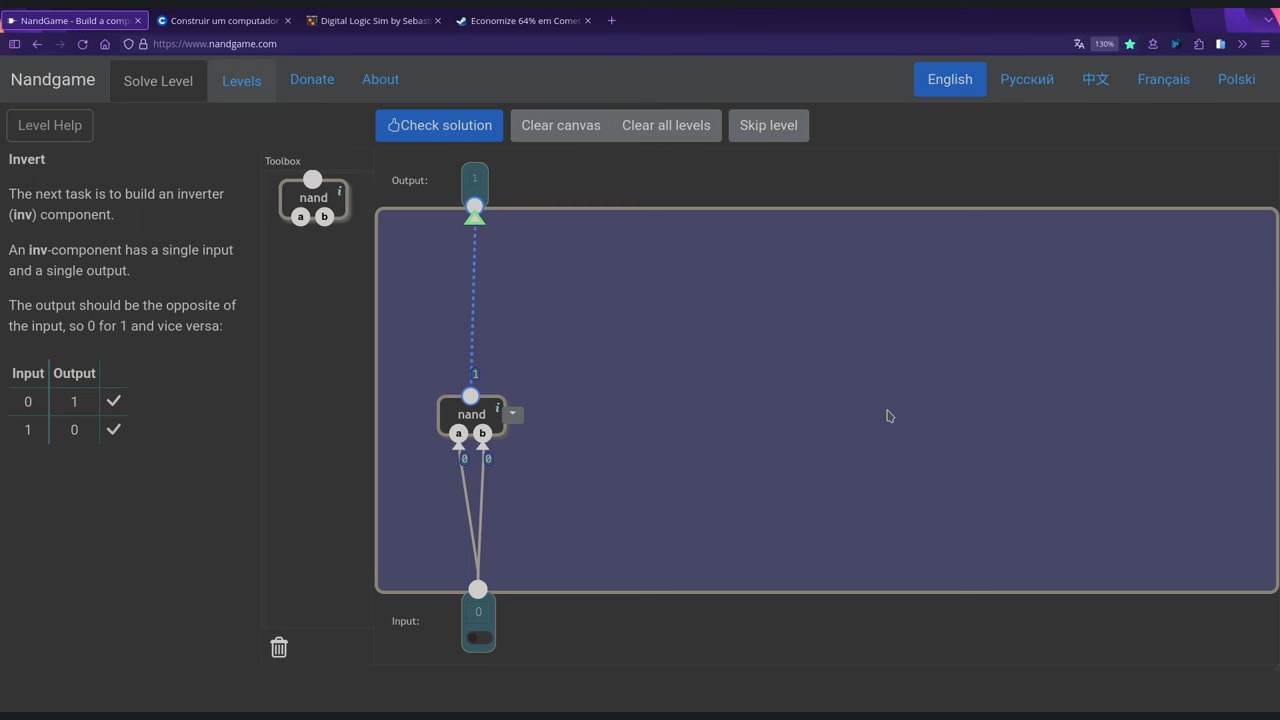 NandGame - Build a comp
Construir um computador
Digital Logic Sim by Sebasti
Economize 64% em Comet
https://www.nandgame.com
130%
Nandgame
Solve Level
Levels
Donate
About
English
Русский
中文
Français
Polski
Level Help
Check solution
Clear canvas
Clear all levels
Skip level
Invert
The next task is to build an inverter
(inv) component.
An inv-component has a single input
and a single output.
The output should be the opposite of
the input, so 0 for 1 and vice versa:
Input Output
0 1
1 0
Toolbox
nand
i
a b
Output:
1
1
nand
i
a b
0 0
Input:
0